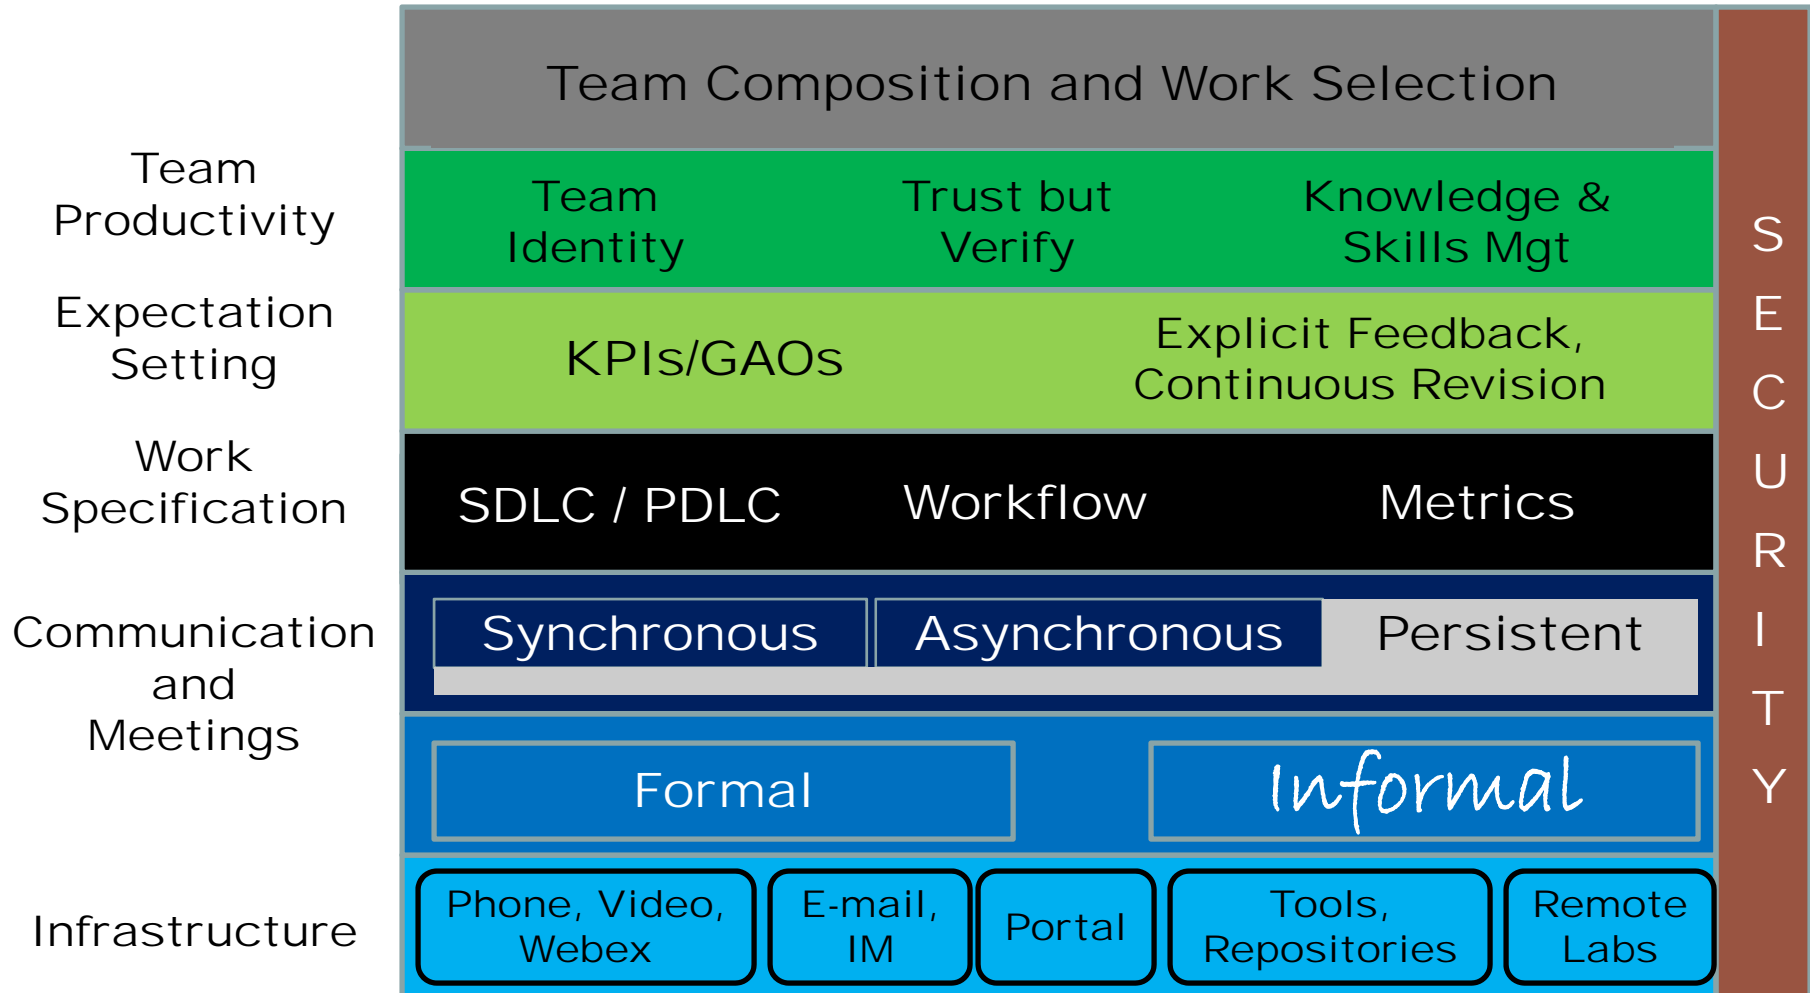 Team Composition and Work Selection
Team
Productivity
Team
Identity
Trust but
Verify
Knowledge &
Skills Mgt
Expectation
Setting
KPIs/GAOs
Explicit Feedback,
Continuous Revision
Work
Specification
SDLC / PDLC
Workflow
Metrics
Communication
and
Meetings
Synchronous
Asynchronous
Persistent
Formal
Informal
Infrastructure
Phone, Video,
Webex
E-mail,
IM
Portal
Tools,
Repositories
Remote
Labs
S
E
C
U
R
I
T
Y